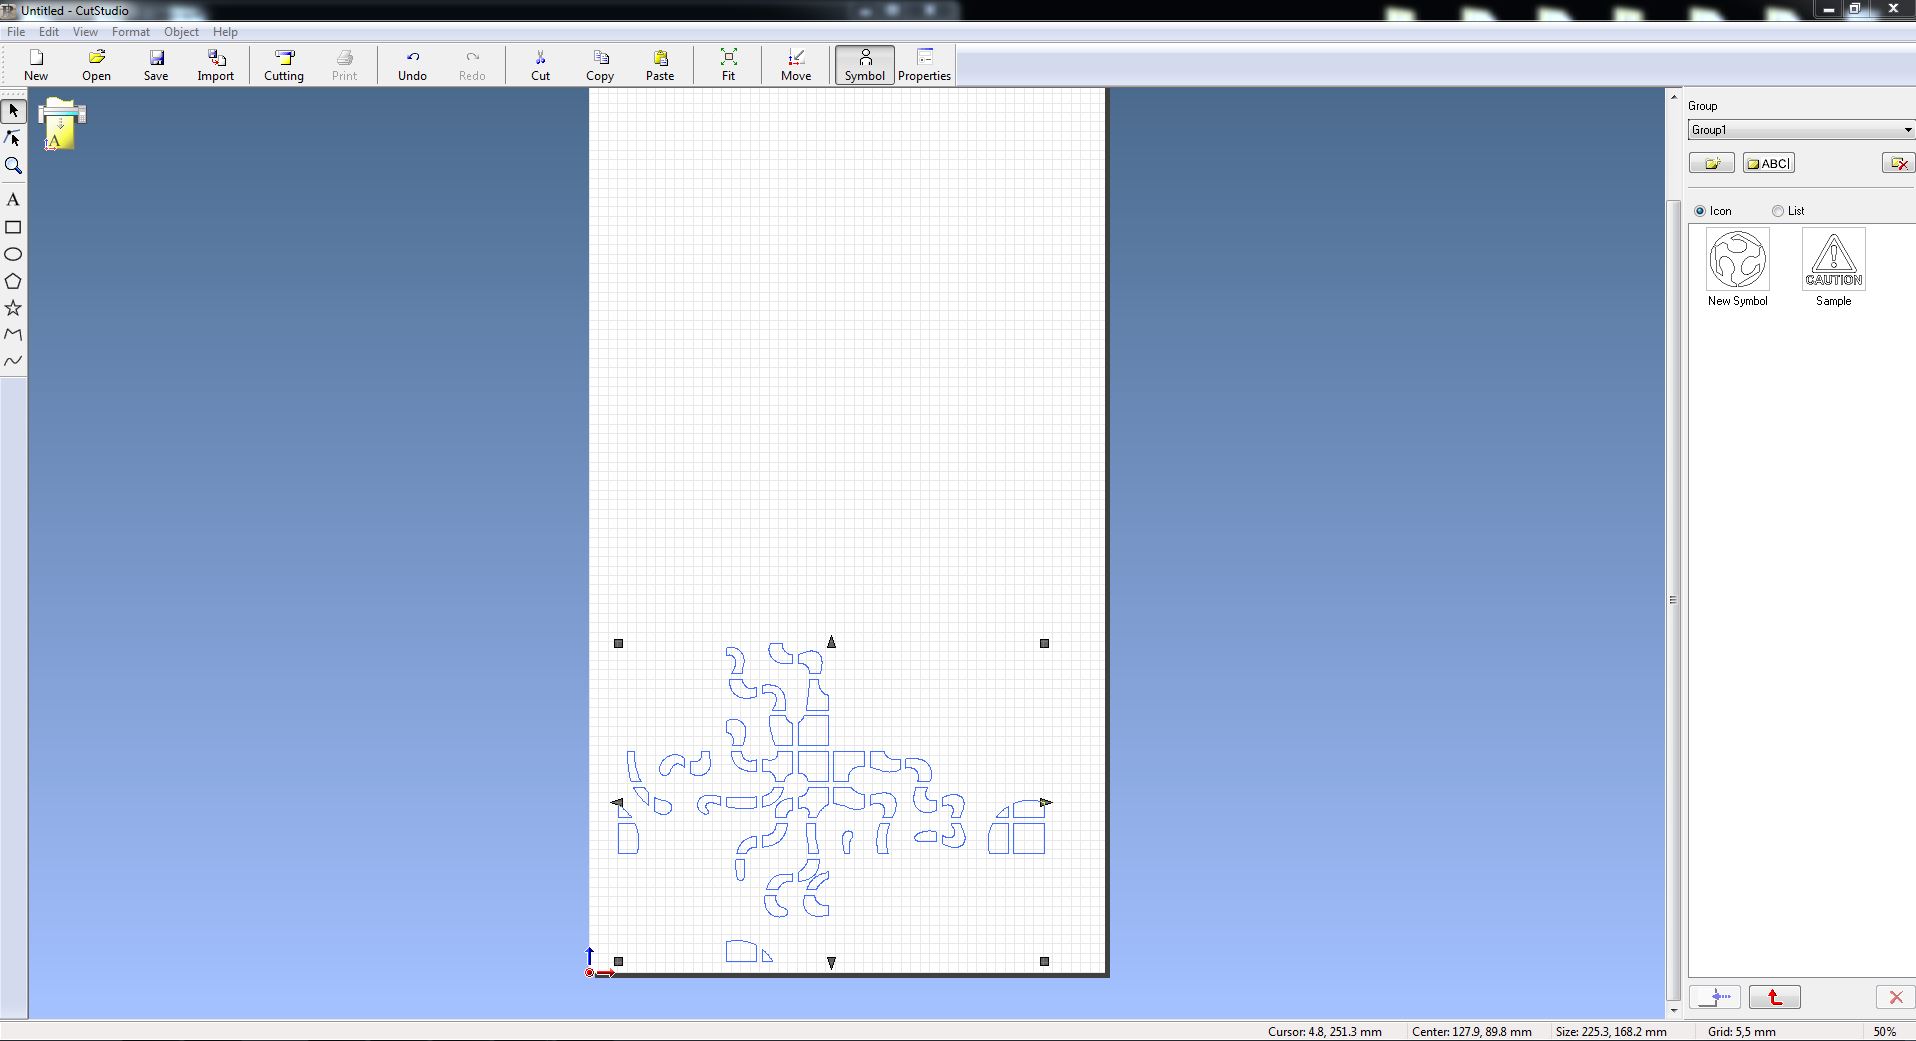 Untitled - CutStudio
File Edit View Format Object Help
New Open Save Import Cutting Print Undo Redo Cut Copy Paste Fit Move Symbol Properties
A
A
Group
Group1
ABC
Icon List
CAUTION
New Symbol Sample
Cursor: 4.8, 251.3 mm Center: 127.9, 89.8 mm Size: 225.3, 168.2 mm Grid: 5,5 mm 50%